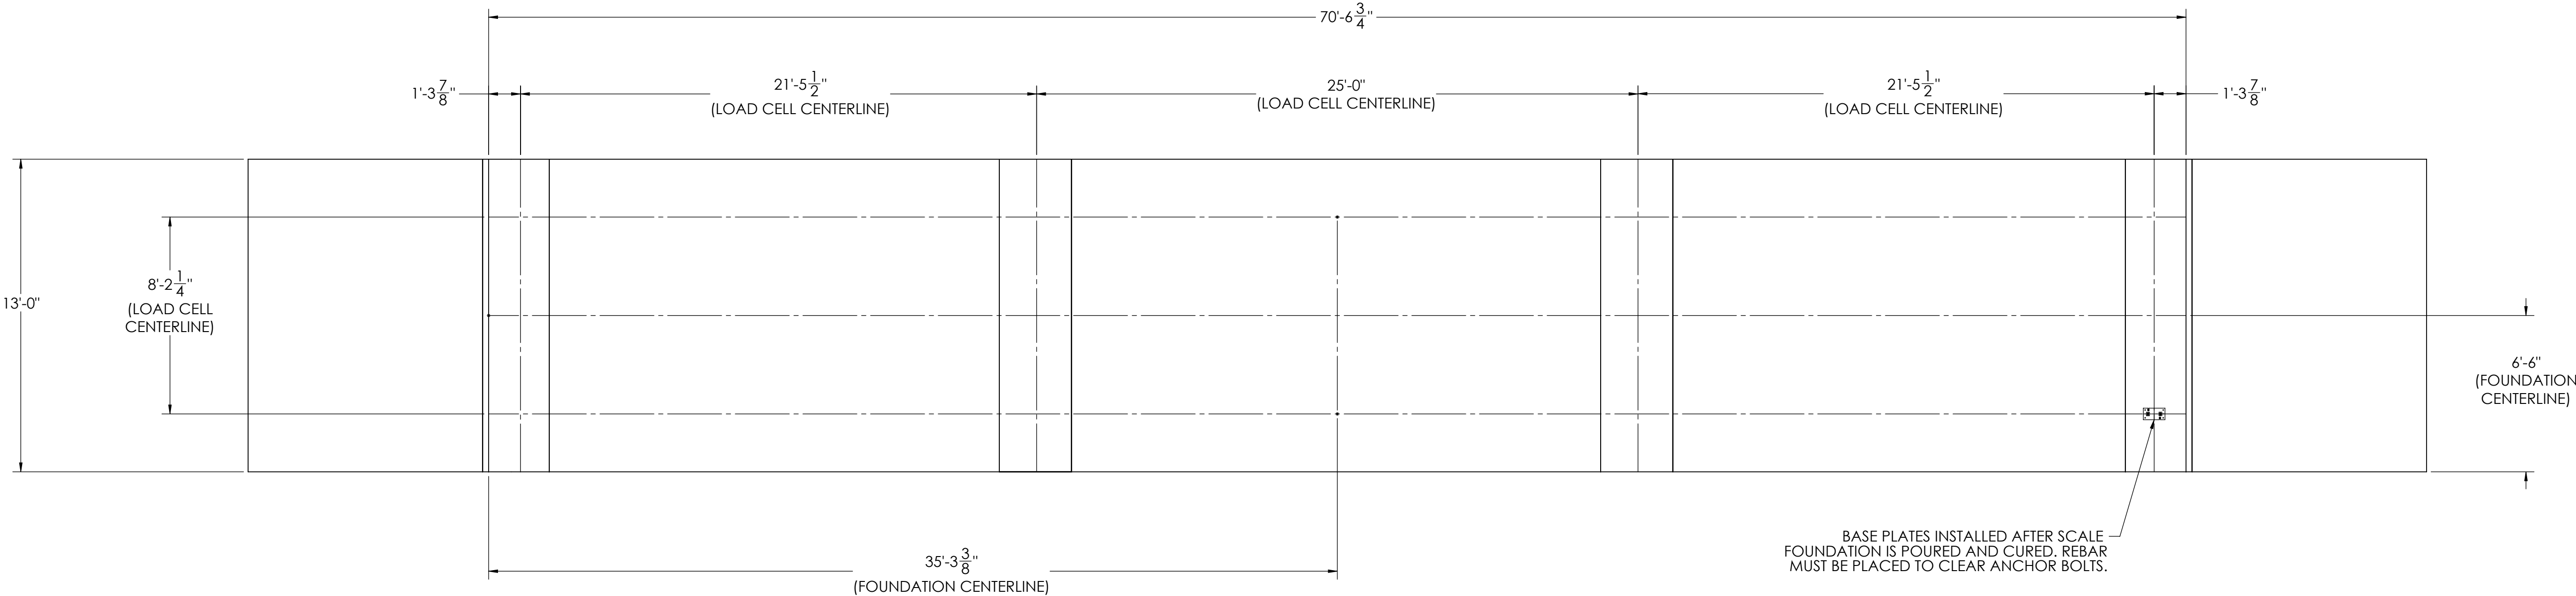 70'-6 3/4"
1'-3 7/8"
21'-5 1/2"
(LOAD CELL CENTERLINE)
25'-0"
(LOAD CELL CENTERLINE)
21'-5 1/2"
(LOAD CELL CENTERLINE)
1'-3 7/8"
13'-0"
8'-2 1/4"
(LOAD CELL
CENTERLINE)
6'-6"
(FOUNDATION
CENTERLINE)
35'-3 3/8"
(FOUNDATION CENTERLINE)
BASE PLATES INSTALLED AFTER SCALE
FOUNDATION IS POURED AND CURED. REBAR
MUST BE PLACED TO CLEAR ANCHOR BOLTS.